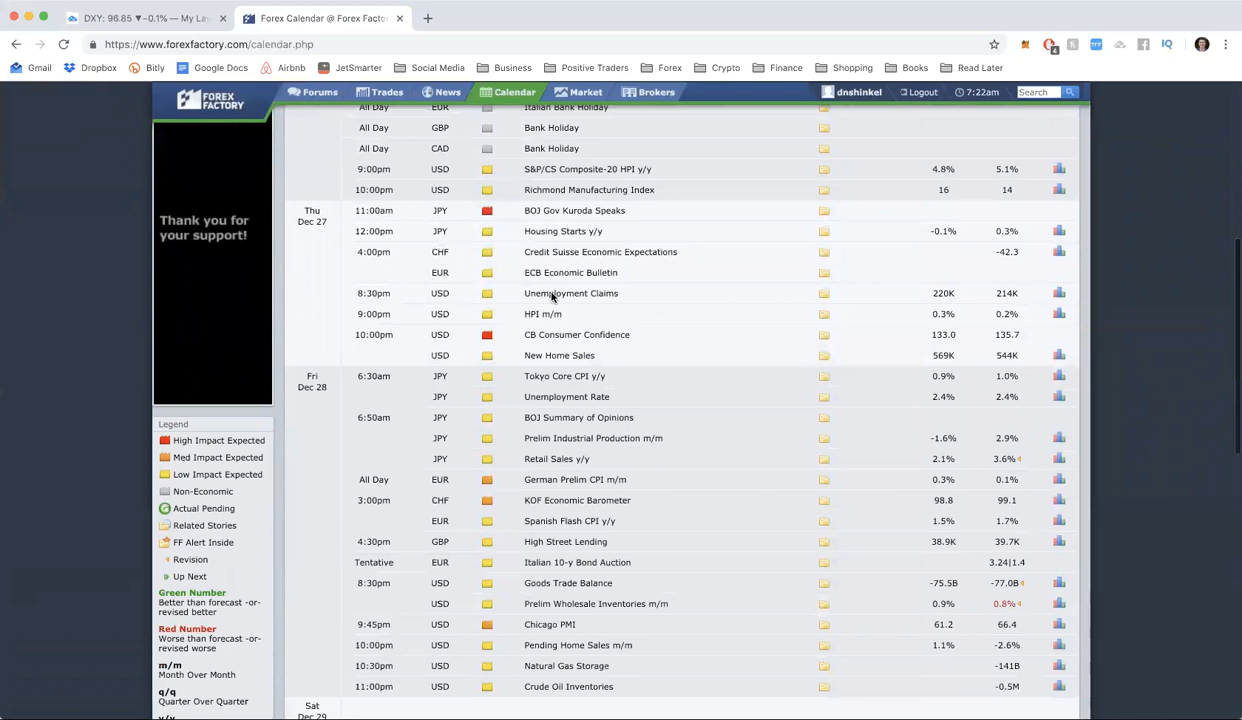 DXY: 96.85 ▼−0.1% — My La
Forex Calendar @ Forex Facto
https://www.forexfactory.com/calendar.php
4
IQ
Gmail Dropbox Bitly Google Docs Airbnb JetSmarter Social Media Business Positive Traders Forex Crypto Finance Shopping Books Read Later
FOREX FACTORY
Forums Trades News Calendar Market Brokers dnshinkel Logout 7:22am Search
Thank you for
your support!
All Day EUR Italian Bank Holiday
All Day GBP Bank Holiday
All Day CAD Bank Holiday
9:00pm USD S&P/CS Composite-20 HPI y/y 4.8% 5.1%
10:00pm USD Richmond Manufacturing Index 16 14
Thu Dec 27 11:00am JPY BOJ Gov Kuroda Speaks
12:00pm JPY Housing Starts y/y -0.1% 0.3%
4:00pm CHF Credit Suisse Economic Expectations -42.3
EUR ECB Economic Bulletin
8:30pm USD Unemployment Claims 220K 214K
9:00pm USD HPI m/m 0.3% 0.2%
10:00pm USD CB Consumer Confidence 133.0 135.7
USD New Home Sales 569K 544K
Fri Dec 28 6:30am JPY Tokyo Core CPI y/y 0.9% 1.0%
JPY Unemployment Rate 2.4% 2.4%
6:50am JPY BOJ Summary of Opinions
JPY Prelim Industrial Production m/m -1.6% 2.9%
JPY Retail Sales y/y 2.1% 3.6%
All Day EUR German Prelim CPI m/m 0.3% 0.1%
3:00pm CHF KOF Economic Barometer 98.8 99.1
EUR Spanish Flash CPI y/y 1.5% 1.7%
4:30pm GBP High Street Lending 38.9K 39.7K
Tentative EUR Italian 10-y Bond Auction 3.24|1.4
8:30pm USD Goods Trade Balance -75.5B -77.0B
USD Prelim Wholesale Inventories m/m 0.9% 0.8%
9:45pm USD Chicago PMI 61.2 66.4
10:00pm USD Pending Home Sales m/m 1.1% -2.6%
10:30pm USD Natural Gas Storage -141B
11:00pm USD Crude Oil Inventories -0.5M
Sat
Dec 29
Legend
High Impact Expected
Med Impact Expected
Low Impact Expected
Non-Economic
Actual Pending
Related Stories
FF Alert Inside
Revision
Up Next
Green Number
Better than forecast -or-
revised better
Red Number
Worse than forecast -or-
revised worse
m/m
Month Over Month
q/q
Quarter Over Quarter
y/y